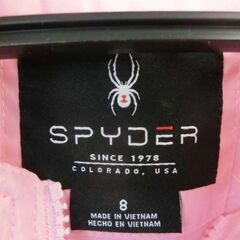 SPYDER
SINCE 1978
COLORADO, USA
8
MADE IN VIETNAM
HECHO EN VIETNAM